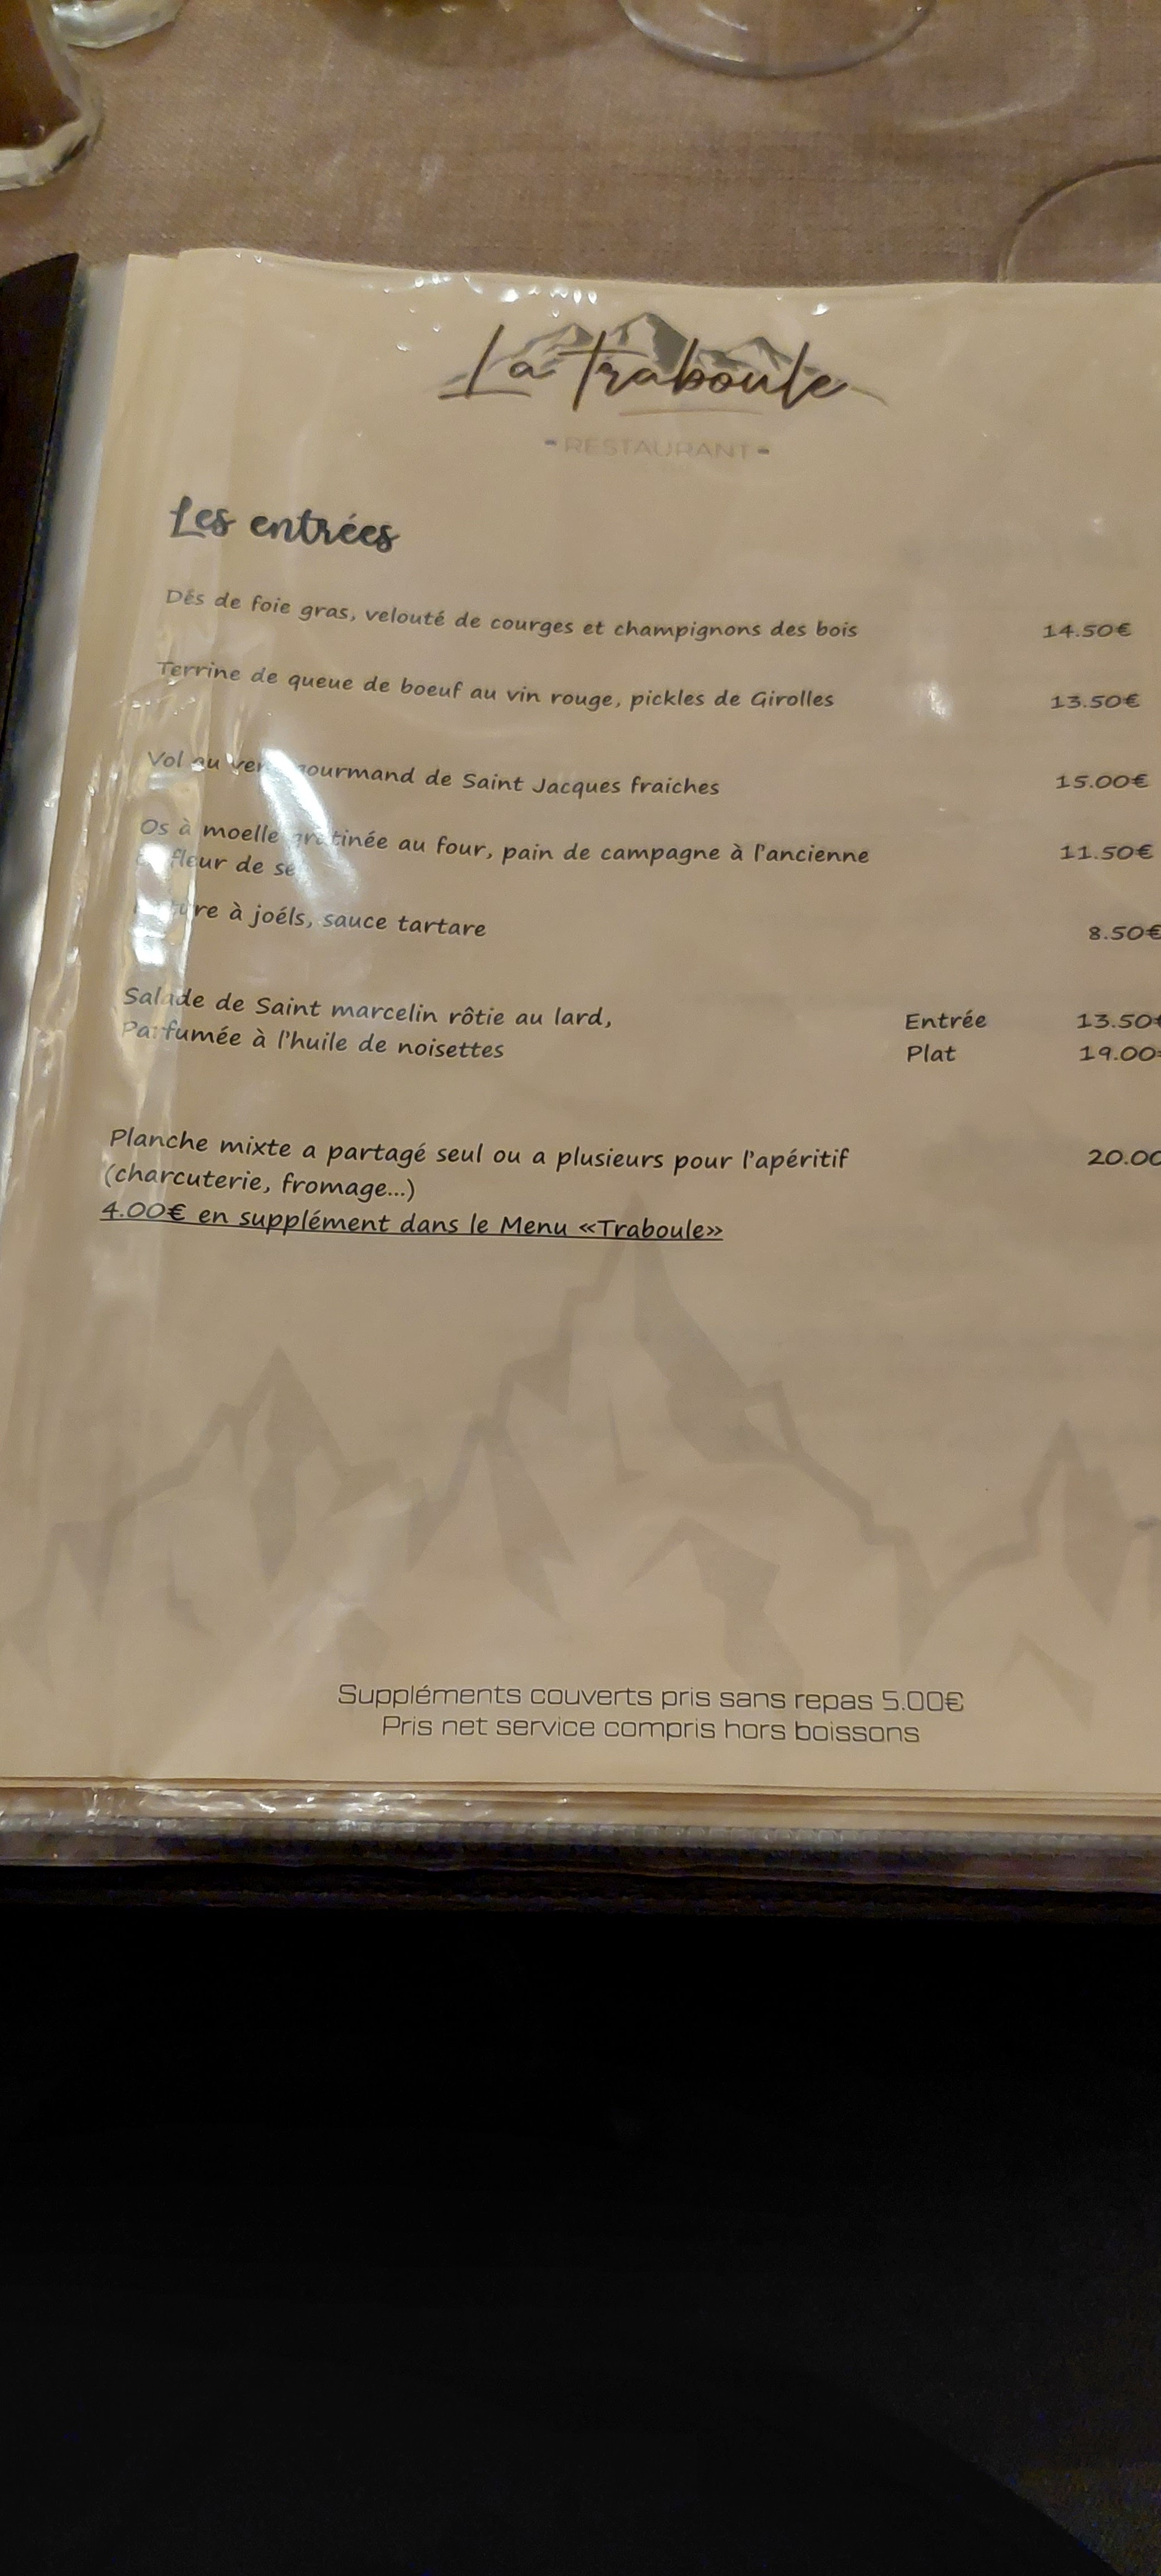 La Traboule
RESTAURANT
Les entrées
Dés de foie gras, velouté de courges et champignons des bois 14.50€
Terrine de queue de boeuf au vin rouge, pickles de Girolles 13.50€
Vol au vent gourmand de Saint Jacques fraiches 15.00€
Os à moelle gratinée au four, pain de campagne à l'ancienne 11.50€
fleur de sel
à joéls, sauce tartare 8.50€
Salade de Saint marcelin rôtie au lard, Entrée 13.50€
Parfumée à l'huile de noisettes Plat 19.00€
Planche mixte a partagé seul ou a plusieurs pour l'apéritif 20.00
(charcuterie, fromage...)
4.00€ en supplément dans le Menu «Traboule»
Suppléments couverts pris sans repas 5.00€
Pris net service compris hors boissons